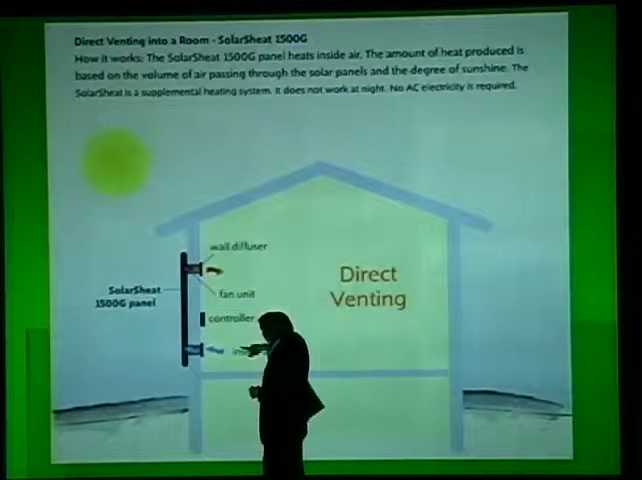 Direct Venting into a Room - SolarSheat 1500G
How it works: The SolarSheat 1500G panel heats inside air. The amount of heat produced is
based on the volume of air passing through the solar panels and the degree of sunshine. The
SolarSheat is a supplemental heating system. It does not work at night. No AC electricity is required.
wall diffuser
Direct
Venting
SolarSheat
1500G panel
fan unit
controller